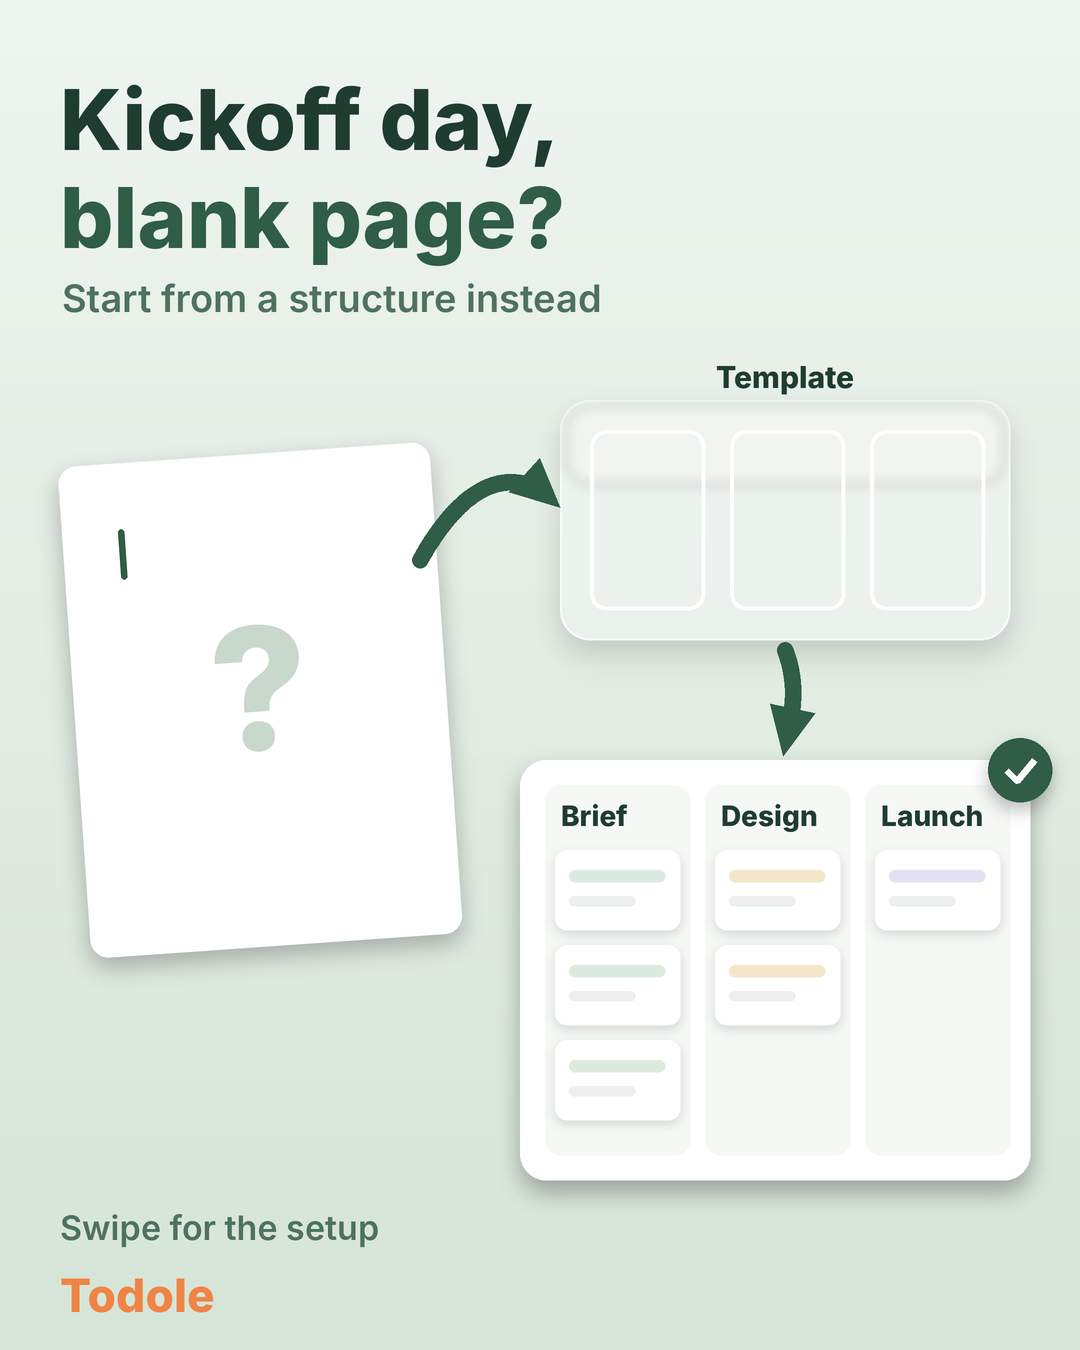 Kickoff day,
blank page?
Start from a structure instead
Template
?
Brief
Design
Launch
Swipe for the setup
Todole